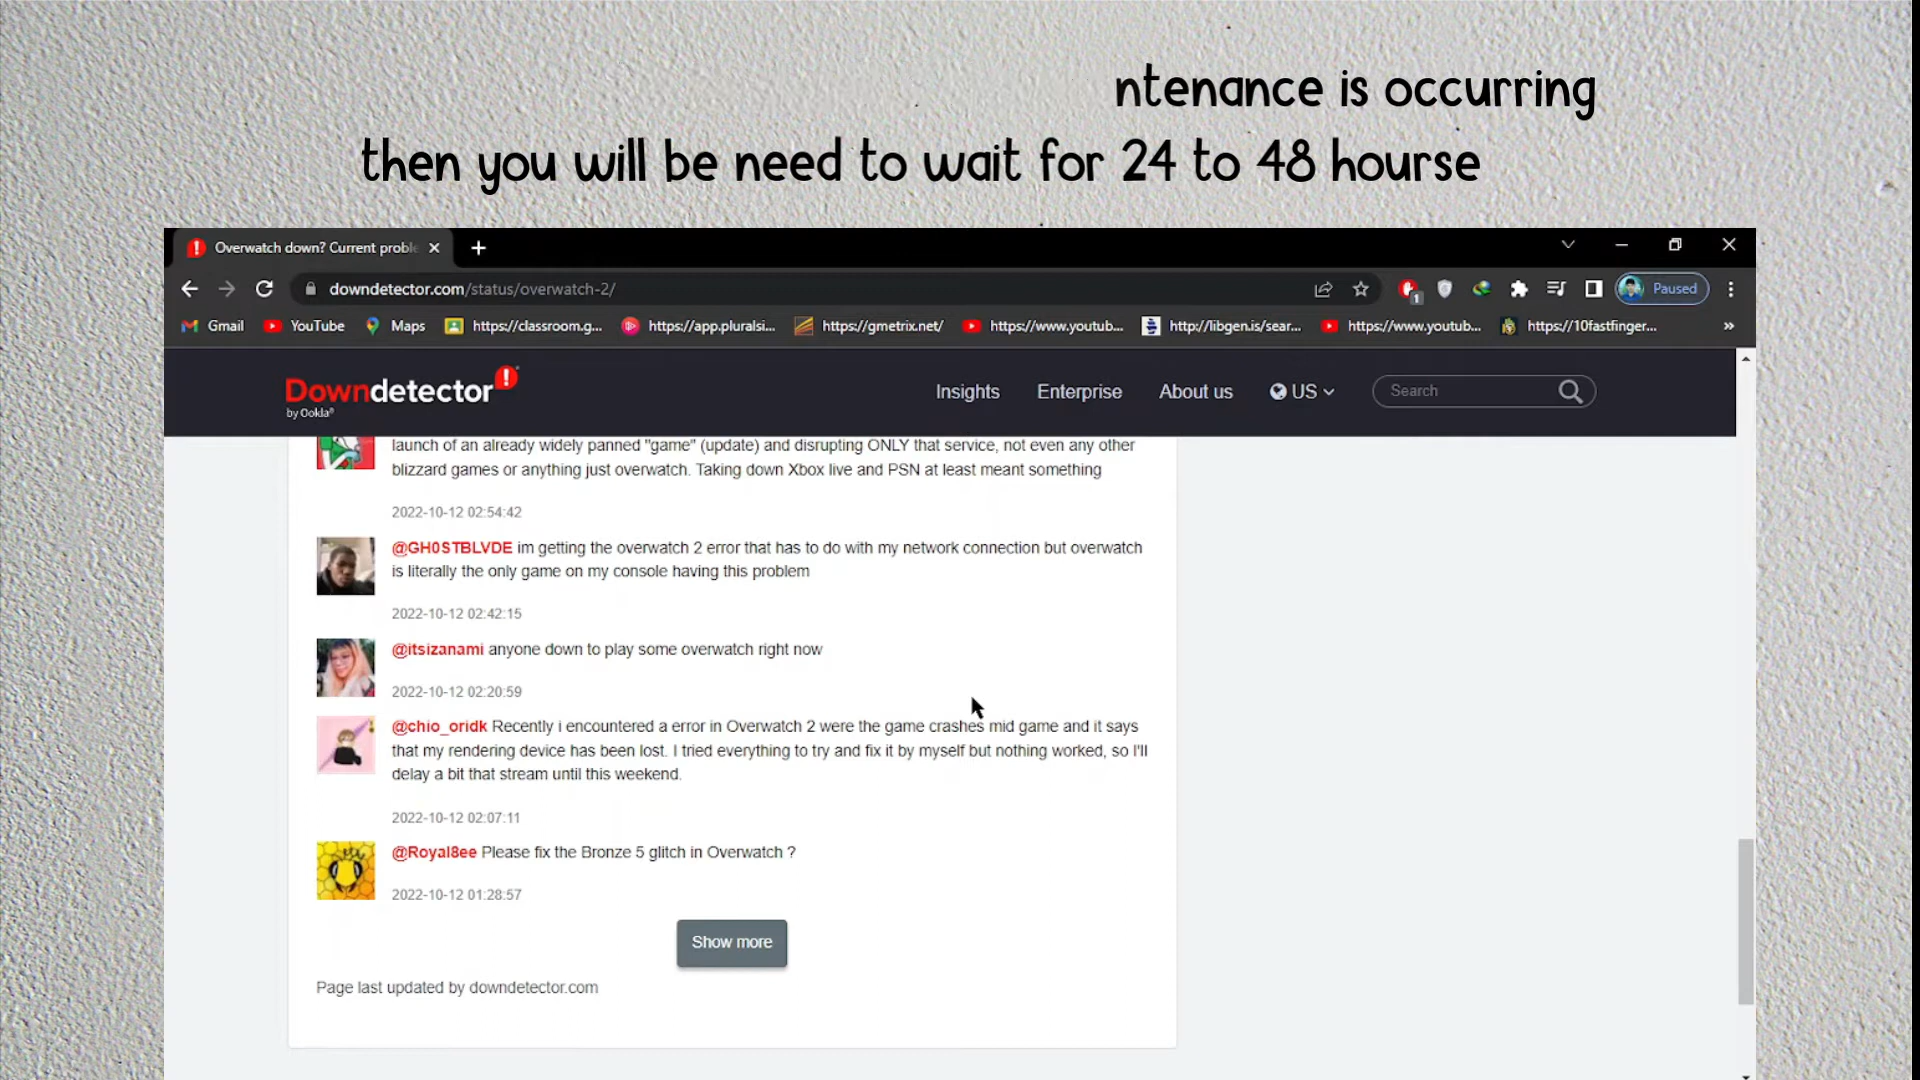 ntenance is occurring
then you will be need to wait for 24 to 48 hourse
Overwatch down? Current proble
downdetector.com/status/overwatch-2/
1
Paused
Gmail
YouTube
Maps
https://classroom.g...
https://app.pluralsi...
https://gmetrix.net/
https://www.youtub...
http://libgen.is/sear...
https://www.youtub...
https://10fastfinger...
»
Downdetector
by Ookla®
Insights
Enterprise
About us
US
Search
launch of an already widely panned "game" (update) and disrupting ONLY that service, not even any other
blizzard games or anything just overwatch. Taking down Xbox live and PSN at least meant something
2022-10-12 02:54:42
@GH0STBLVDE im getting the overwatch 2 error that has to do with my network connection but overwatch
is literally the only game on my console having this problem
2022-10-12 02:42:15
@itsizanami anyone down to play some overwatch right now
2022-10-12 02:20:59
@chio_oridk Recently i encountered a error in Overwatch 2 were the game crashes mid game and it says
that my rendering device has been lost. I tried everything to try and fix it by myself but nothing worked, so I'll
delay a bit that stream until this weekend.
2022-10-12 02:07:11
@Royal8ee Please fix the Bronze 5 glitch in Overwatch ?
2022-10-12 01:28:57
Show more
Page last updated by downdetector.com